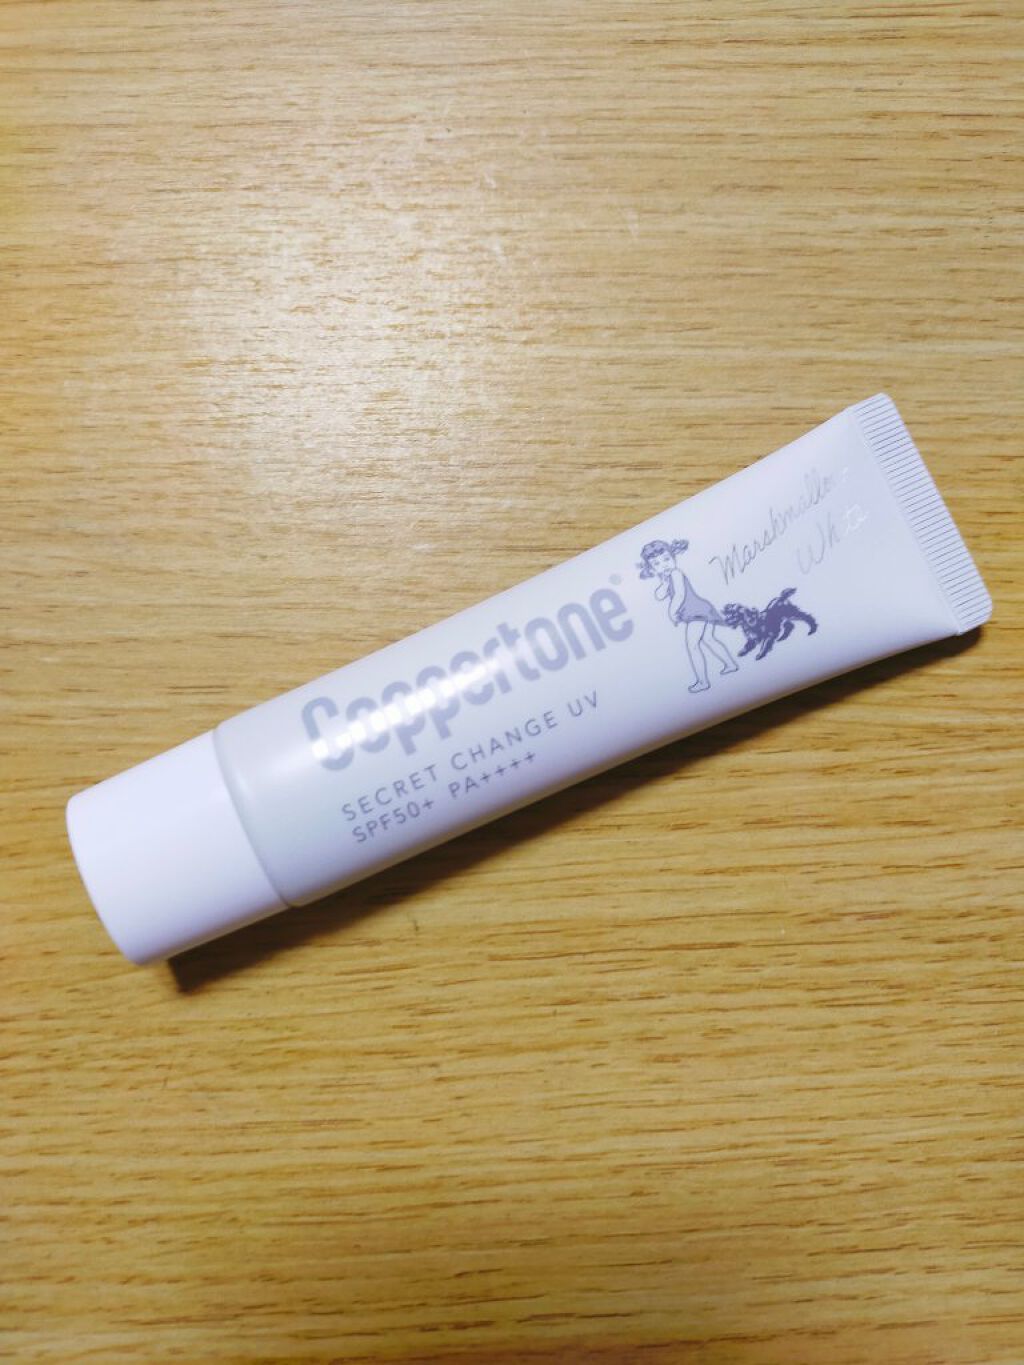 Coppertone®
SECRET CHANGE UV
SPF50+ PA++++
Marshmallow
White